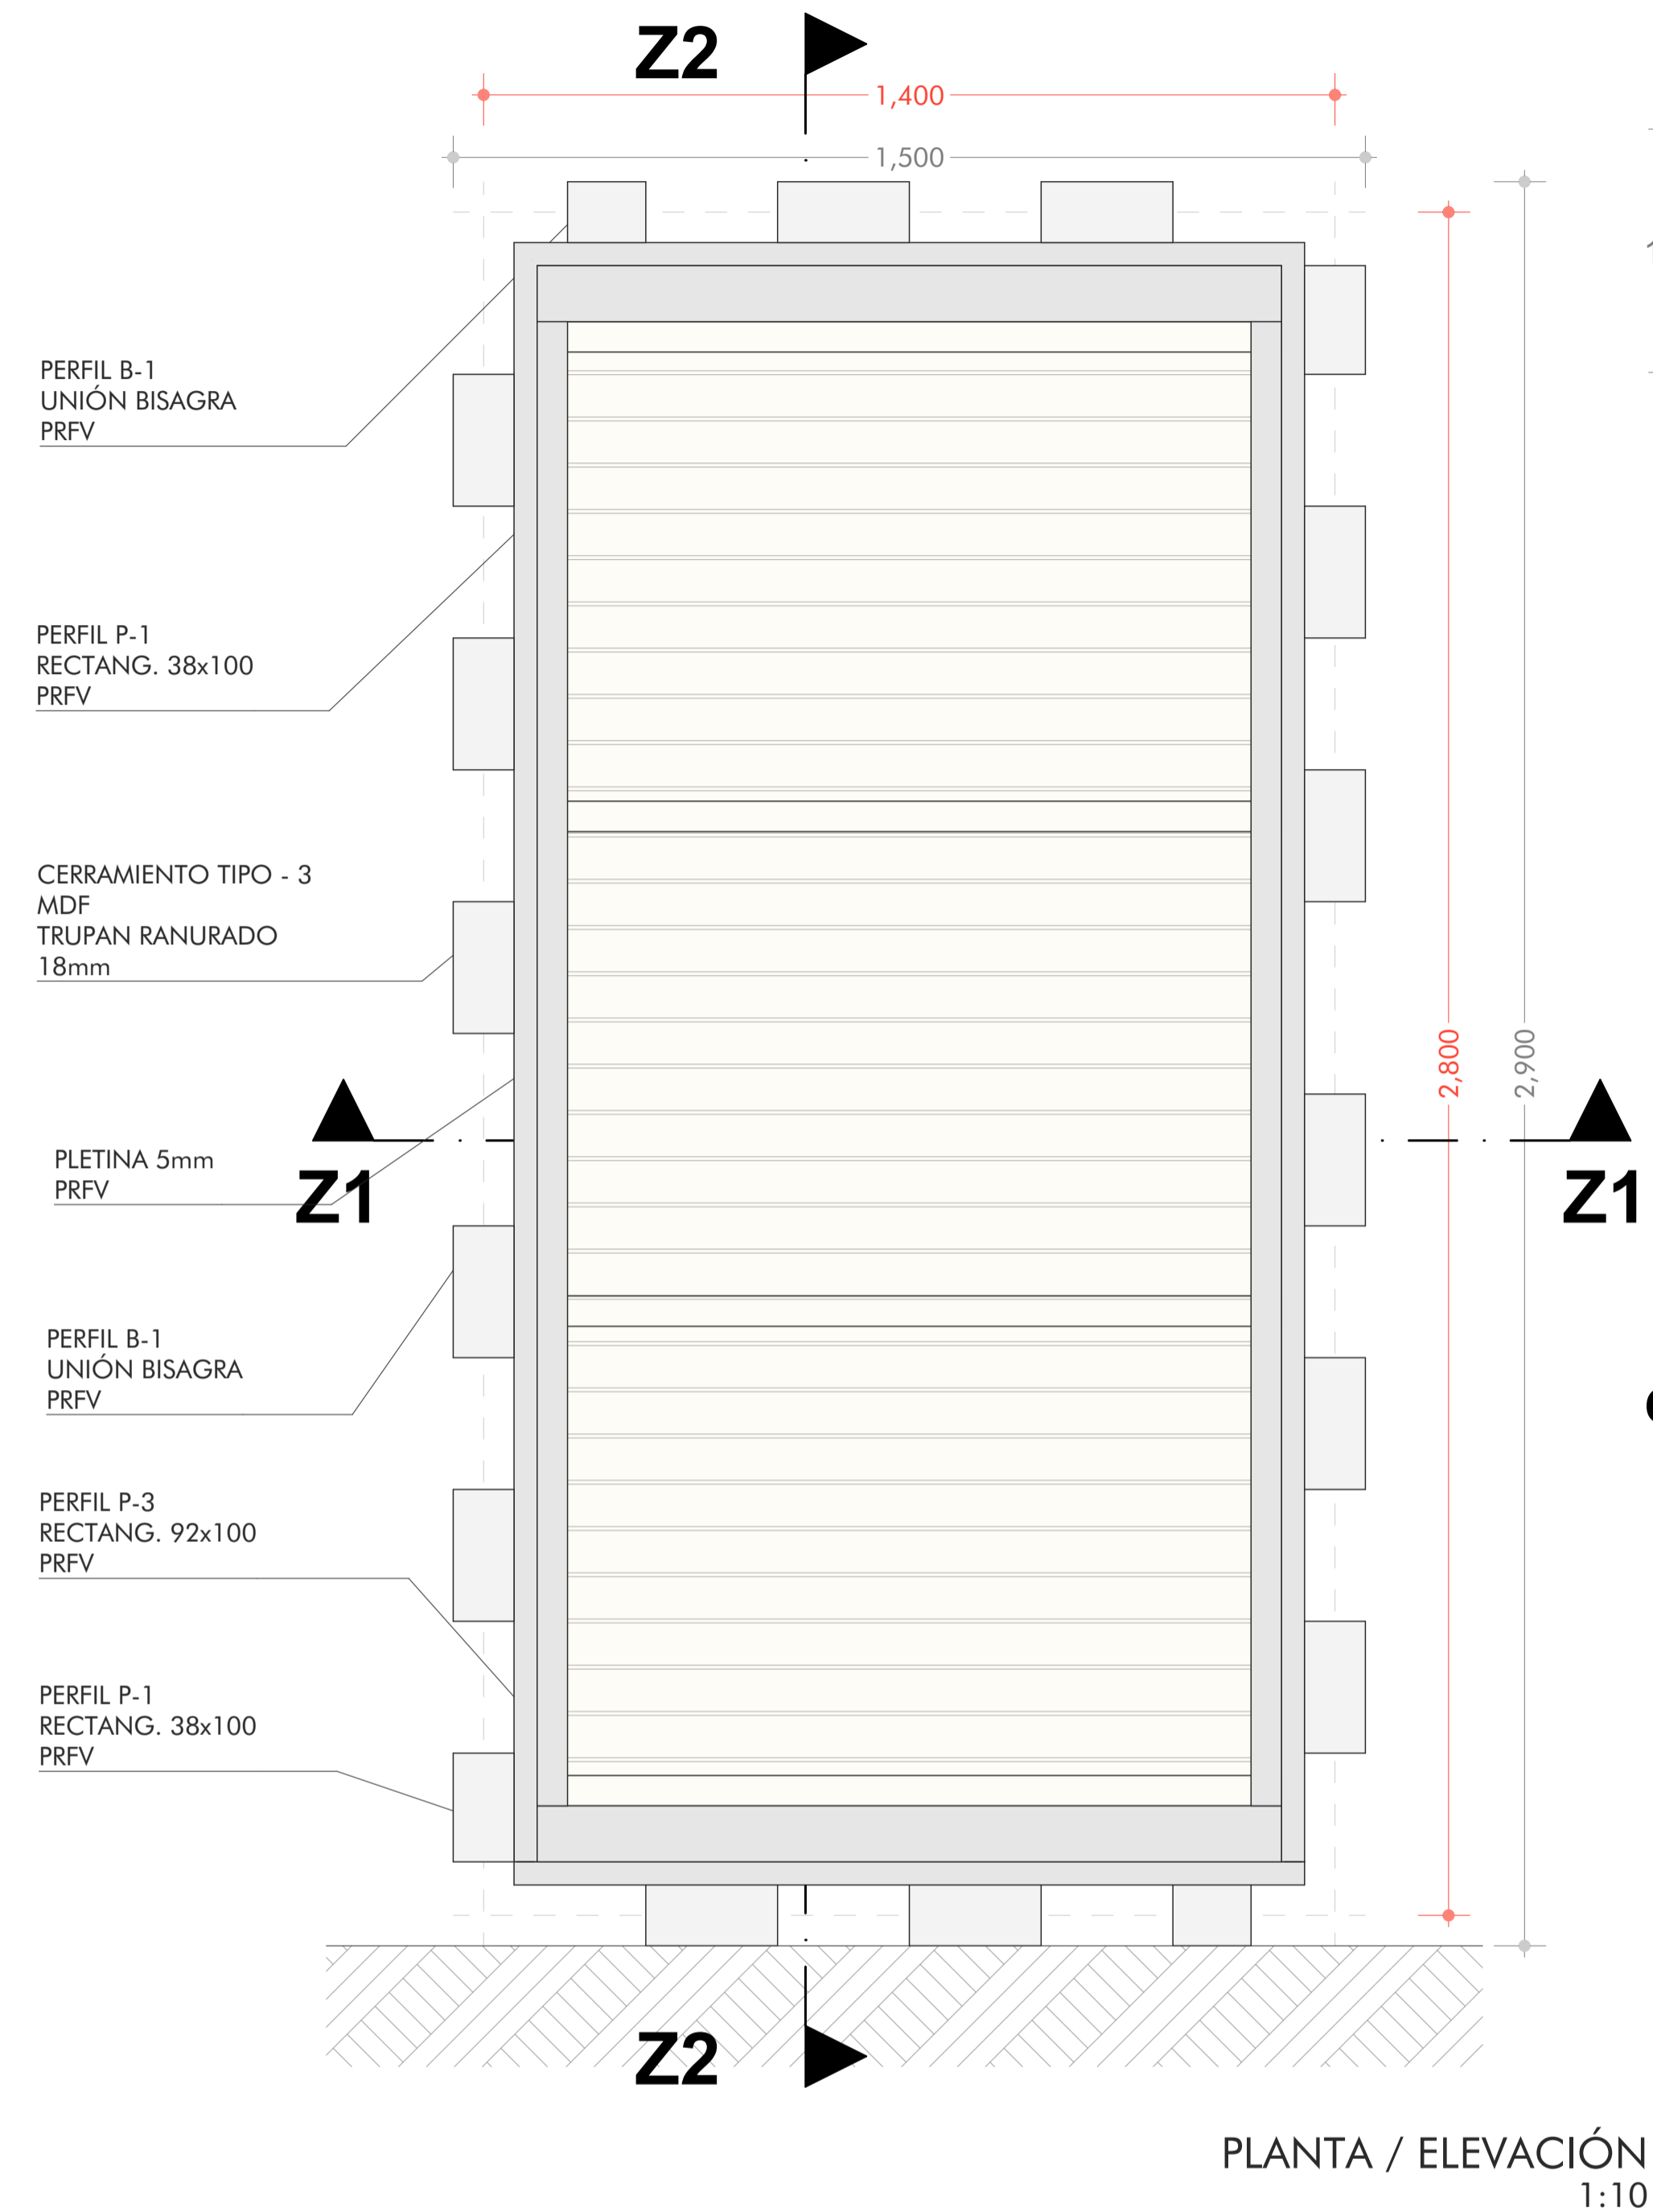 Z2
1,400
1,500
PERFIL B-1
UNIÓN BISAGRA
PRFV
PERFIL P-1
RECTANG. 38x100
PRFV
CERRAMIENTO TIPO - 3
MDF
TRUPAN RANURADO
18mm
2,800
2,900
PLETINA 5mm
PRFV
Z1
Z1
PERFIL B-1
UNIÓN BISAGRA
PRFV
PERFIL P-3
RECTANG. 92x100
PRFV
PERFIL P-1
RECTANG. 38x100
PRFV
Z2
PLANTA / ELEVACIÓN
1:10